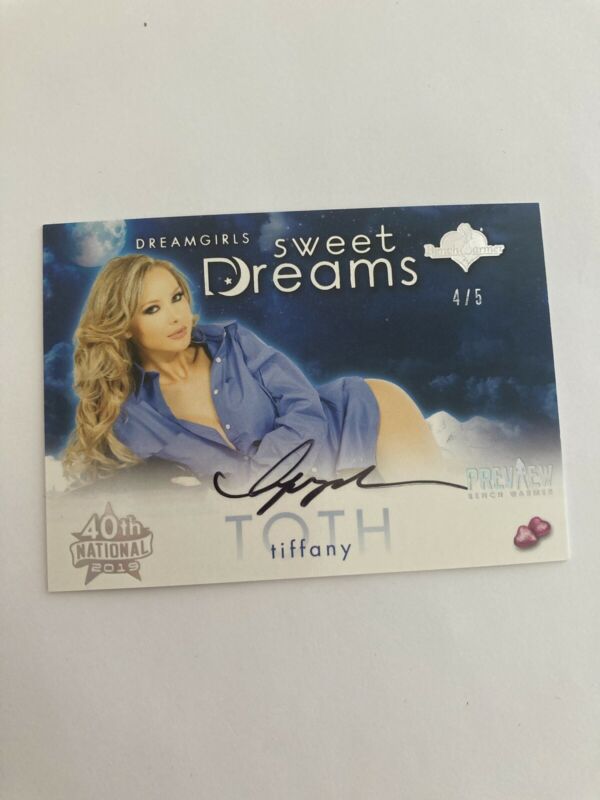 DREAMGIRLS
sweet
Dreams
Bench Warmer
4/5
PREVIEW
BENCH WARMER
TOTH
tiffany
40th
NATIONAL
2019